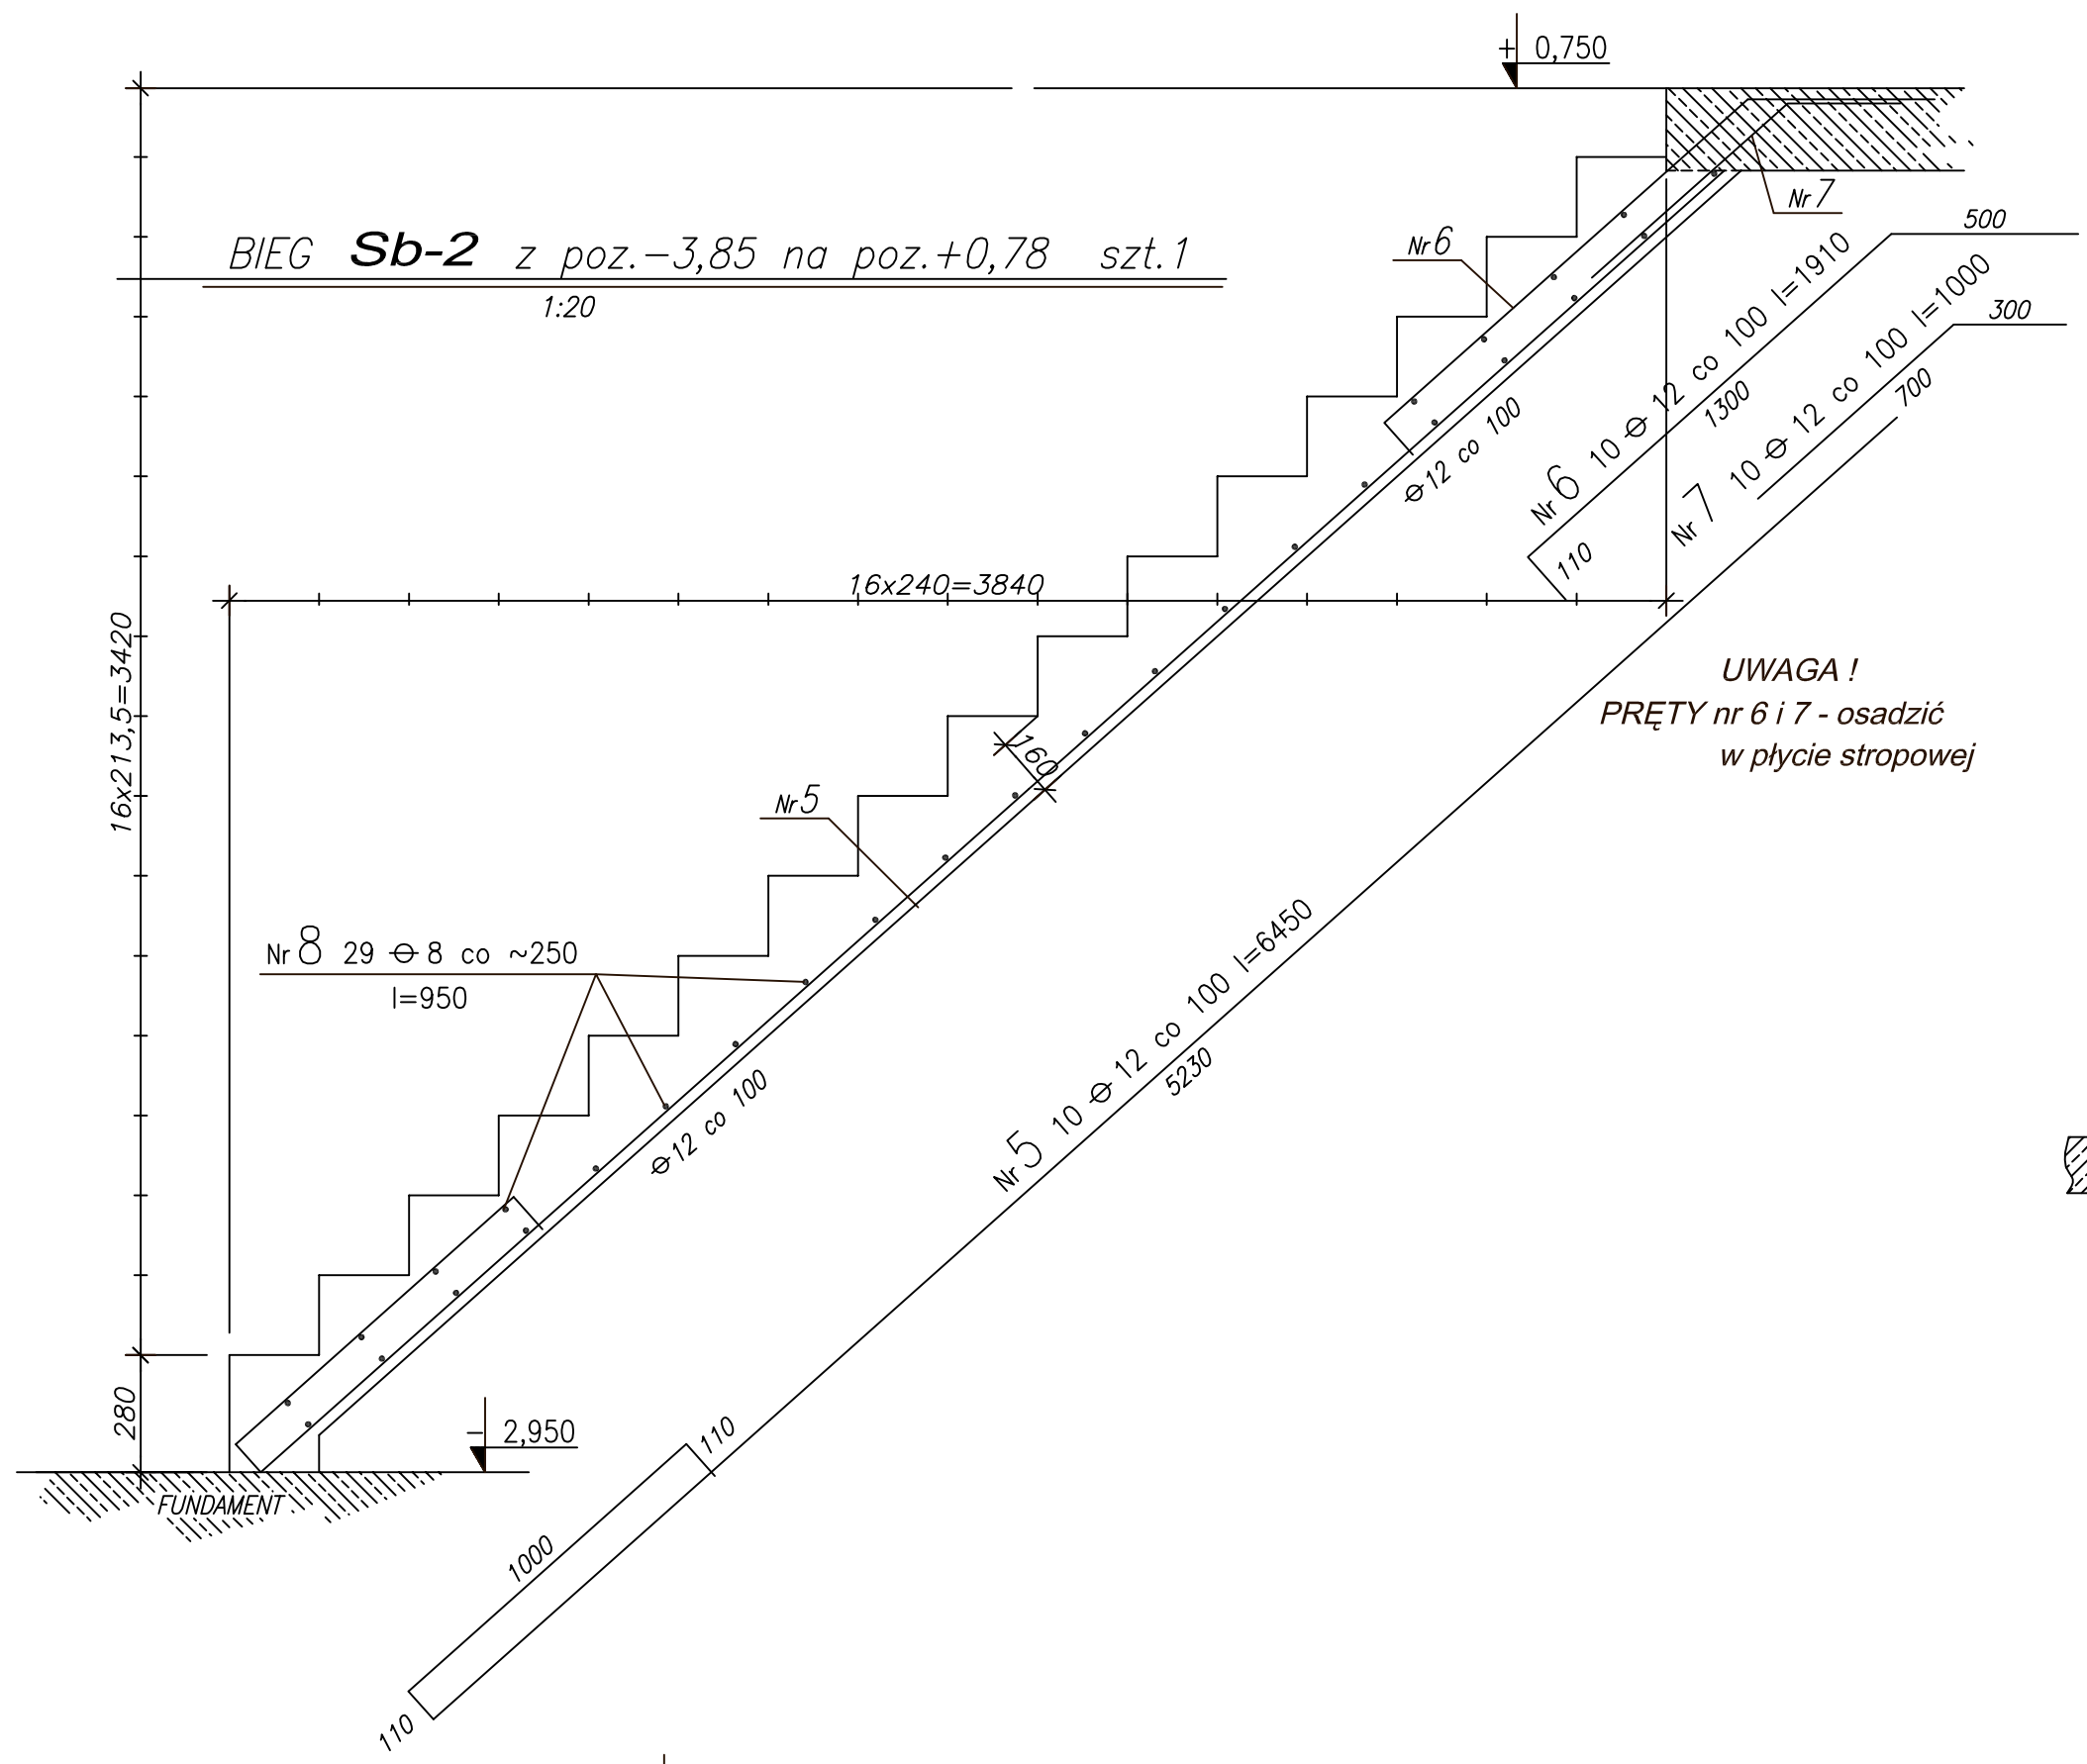 + 0,750
BIEG Sb-2 z poz.-3,85 na poz.+0,78 szt.1
1:20
Nr 7
Nr 6
500
Nr 6 10 ⌀ 12 co 100 l=1910
1300
110
300
Nr 7 10 ⌀ 12 co 100 l=1000
700
⌀ 12 co 100
16x240=3840
16x213,5=3420
UWAGA !
PRĘTY nr 6 i 7 - osadzić
w płycie stropowej
160
Nr 5
Nr 8 29 ⌀ 8 co ~250
l=950
⌀ 12 co 100
Nr 5 10 ⌀ 12 co 100 l=6450
5230
280
- 2,950
FUNDAMENT
110
1000
110